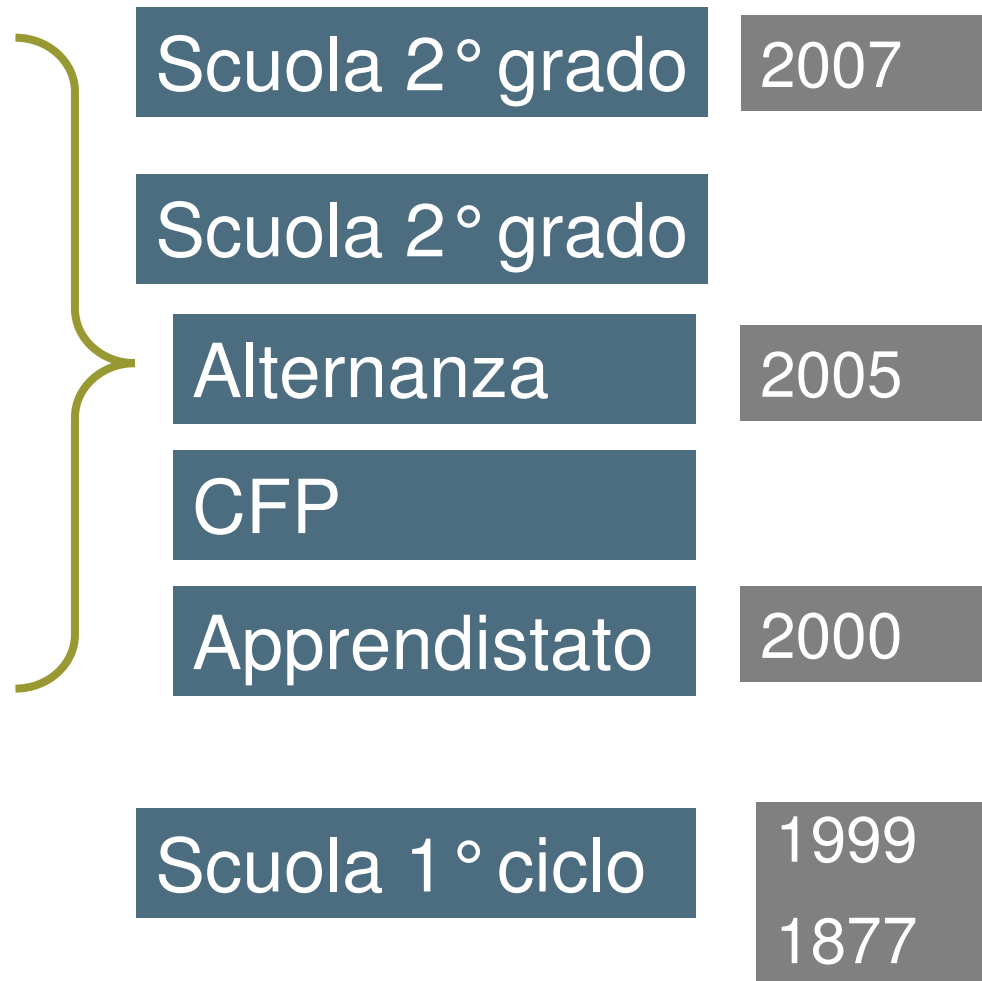 Scuola 2° grado 2007
Scuola 2° grado
Alternanza 2005
CFP
Apprendistato 2000
Scuola 1° ciclo 1999
1877